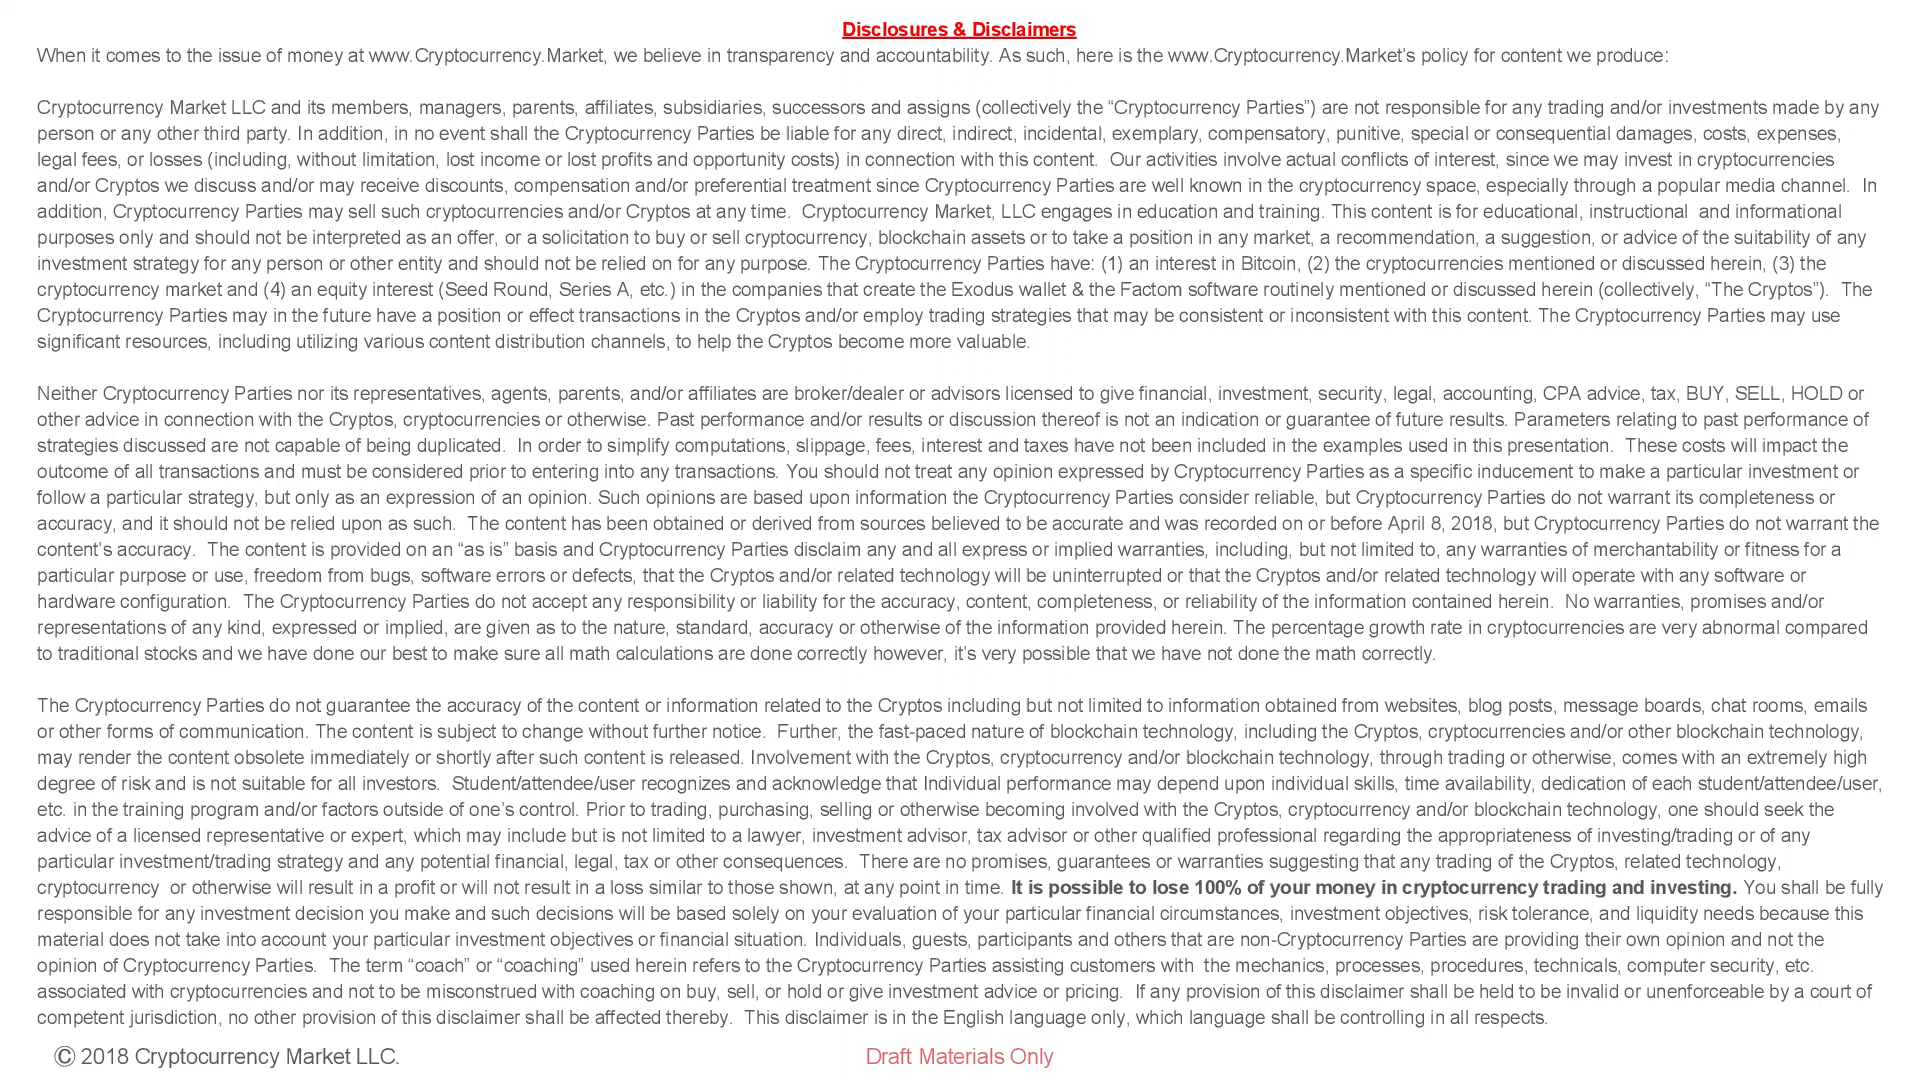 Disclosures & Disclaimers
When it comes to the issue of money at www.Cryptocurrency.Market, we believe in transparency and accountability. As such, here is the www.Cryptocurrency.Market’s policy for content we produce:
Cryptocurrency Market LLC and its members, managers, parents, affiliates, subsidiaries, successors and assigns (collectively the “Cryptocurrency Parties”) are not responsible for any trading and/or investments made by any
person or any other third party. In addition, in no event shall the Cryptocurrency Parties be liable for any direct, indirect, incidental, exemplary, compensatory, punitive, special or consequential damages, costs, expenses,
legal fees, or losses (including, without limitation, lost income or lost profits and opportunity costs) in connection with this content.  Our activities involve actual conflicts of interest, since we may invest in cryptocurrencies
and/or Cryptos we discuss and/or may receive discounts, compensation and/or preferential treatment since Cryptocurrency Parties are well known in the cryptocurrency space, especially through a popular media channel.  In
addition, Cryptocurrency Parties may sell such cryptocurrencies and/or Cryptos at any time.  Cryptocurrency Market, LLC engages in education and training. This content is for educational, instructional  and informational
purposes only and should not be interpreted as an offer, or a solicitation to buy or sell cryptocurrency, blockchain assets or to take a position in any market, a recommendation, a suggestion, or advice of the suitability of any
investment strategy for any person or other entity and should not be relied on for any purpose. The Cryptocurrency Parties have: (1) an interest in Bitcoin, (2) the cryptocurrencies mentioned or discussed herein, (3) the
cryptocurrency market and (4) an equity interest (Seed Round, Series A, etc.) in the companies that create the Exodus wallet & the Factom software routinely mentioned or discussed herein (collectively, “The Cryptos”).  The
Cryptocurrency Parties may in the future have a position or effect transactions in the Cryptos and/or employ trading strategies that may be consistent or inconsistent with this content. The Cryptocurrency Parties may use
significant resources, including utilizing various content distribution channels, to help the Cryptos become more valuable.
Neither Cryptocurrency Parties nor its representatives, agents, parents, and/or affiliates are broker/dealer or advisors licensed to give financial, investment, security, legal, accounting, CPA advice, tax, BUY, SELL, HOLD or
other advice in connection with the Cryptos, cryptocurrencies or otherwise. Past performance and/or results or discussion thereof is not an indication or guarantee of future results. Parameters relating to past performance of
strategies discussed are not capable of being duplicated.  In order to simplify computations, slippage, fees, interest and taxes have not been included in the examples used in this presentation.  These costs will impact the
outcome of all transactions and must be considered prior to entering into any transactions. You should not treat any opinion expressed by Cryptocurrency Parties as a specific inducement to make a particular investment or
follow a particular strategy, but only as an expression of an opinion. Such opinions are based upon information the Cryptocurrency Parties consider reliable, but Cryptocurrency Parties do not warrant its completeness or
accuracy, and it should not be relied upon as such.  The content has been obtained or derived from sources believed to be accurate and was recorded on or before April 8, 2018, but Cryptocurrency Parties do not warrant the
content’s accuracy.  The content is provided on an “as is” basis and Cryptocurrency Parties disclaim any and all express or implied warranties, including, but not limited to, any warranties of merchantability or fitness for a
particular purpose or use, freedom from bugs, software errors or defects, that the Cryptos and/or related technology will be uninterrupted or that the Cryptos and/or related technology will operate with any software or
hardware configuration.  The Cryptocurrency Parties do not accept any responsibility or liability for the accuracy, content, completeness, or reliability of the information contained herein.  No warranties, promises and/or
representations of any kind, expressed or implied, are given as to the nature, standard, accuracy or otherwise of the information provided herein. The percentage growth rate in cryptocurrencies are very abnormal compared
to traditional stocks and we have done our best to make sure all math calculations are done correctly however, it’s very possible that we have not done the math correctly.
The Cryptocurrency Parties do not guarantee the accuracy of the content or information related to the Cryptos including but not limited to information obtained from websites, blog posts, message boards, chat rooms, emails
or other forms of communication. The content is subject to change without further notice.  Further, the fast-paced nature of blockchain technology, including the Cryptos, cryptocurrencies and/or other blockchain technology,
may render the content obsolete immediately or shortly after such content is released. Involvement with the Cryptos, cryptocurrency and/or blockchain technology, through trading or otherwise, comes with an extremely high
degree of risk and is not suitable for all investors.  Student/attendee/user recognizes and acknowledge that Individual performance may depend upon individual skills, time availability, dedication of each student/attendee/user,
etc. in the training program and/or factors outside of one’s control. Prior to trading, purchasing, selling or otherwise becoming involved with the Cryptos, cryptocurrency and/or blockchain technology, one should seek the
advice of a licensed representative or expert, which may include but is not limited to a lawyer, investment advisor, tax advisor or other qualified professional regarding the appropriateness of investing/trading or of any
particular investment/trading strategy and any potential financial, legal, tax or other consequences.  There are no promises, guarantees or warranties suggesting that any trading of the Cryptos, related technology,
cryptocurrency  or otherwise will result in a profit or will not result in a loss similar to those shown, at any point in time. It is possible to lose 100% of your money in cryptocurrency trading and investing. You shall be fully
responsible for any investment decision you make and such decisions will be based solely on your evaluation of your particular financial circumstances, investment objectives, risk tolerance, and liquidity needs because this
material does not take into account your particular investment objectives or financial situation. Individuals, guests, participants and others that are non-Cryptocurrency Parties are providing their own opinion and not the
opinion of Cryptocurrency Parties.  The term “coach” or “coaching” used herein refers to the Cryptocurrency Parties assisting customers with  the mechanics, processes, procedures, technicals, computer security, etc.
associated with cryptocurrencies and not to be misconstrued with coaching on buy, sell, or hold or give investment advice or pricing.  If any provision of this disclaimer shall be held to be invalid or unenforceable by a court of
competent jurisdiction, no other provision of this disclaimer shall be affected thereby.  This disclaimer is in the English language only, which language shall be controlling in all respects.
© 2018 Cryptocurrency Market LLC.
Draft Materials Only